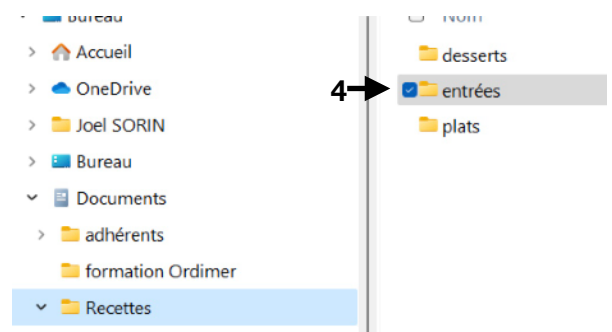 Bureau
Accueil
OneDrive
Joel SORIN
Bureau
Documents
adhérents
formation Ordimer
Recettes
Nom
desserts
4
entrées
plats